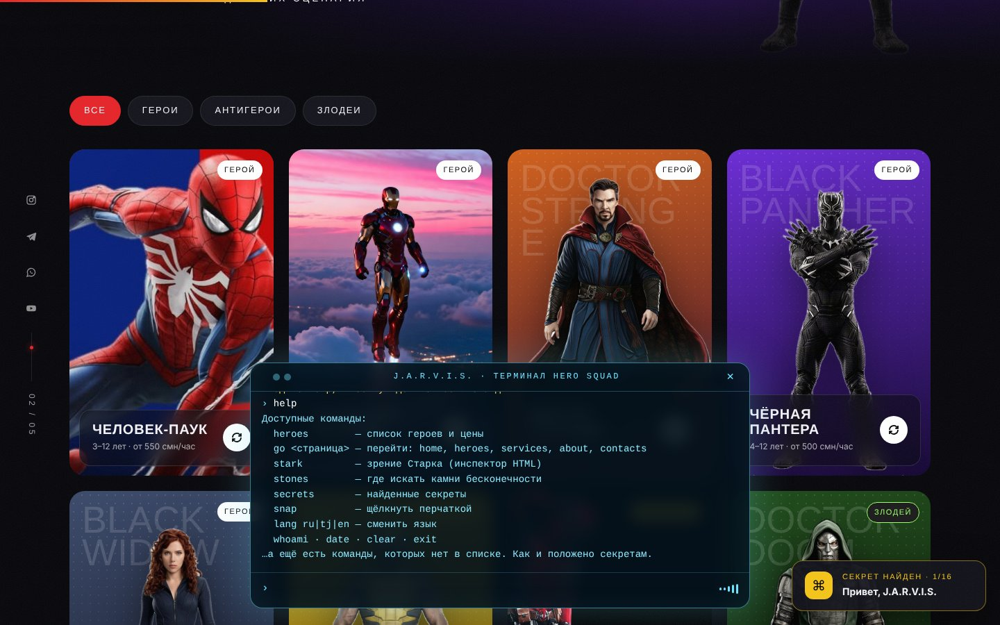 ИХ СЦЕНАРИЯ
ВСЕ
ГЕРОИ
АНТИГЕРОИ
ЗЛОДЕИ
ГЕРОЙ
ГЕРОЙ
DOCTOR
STRANG
E
ГЕРОЙ
BLACK
PANTHER
ГЕРОЙ
02 / 05
ЧЕЛОВЕК-ПАУК
3–12 лет · от 550 смн/час
ЧЁРНАЯ
ПАНТЕРА
4–12 лет · от 500 смн/час
BLACK
WIDOW
DOCTOR
DOOM
ЗЛОДЕЙ
J.A.R.V.I.S. · ТЕРМИНАЛ HERO SQUAD
×
› help
Доступные команды:
heroes — список героев и цены
go <страница> — перейти: home, heroes, services, about, contacts
stark — зрение Старка (инспектор HTML)
stones — где искать камни бесконечности
secrets — найденные секреты
snap — щёлкнуть перчаткой
lang ru|tj|en — сменить язык
whoami · date · clear · exit
…а ещё есть команды, которых нет в списке. Как и положено секретам.
›
⌘
СЕКРЕТ НАЙДЕН · 1/16
Привет, J.A.R.V.I.S.